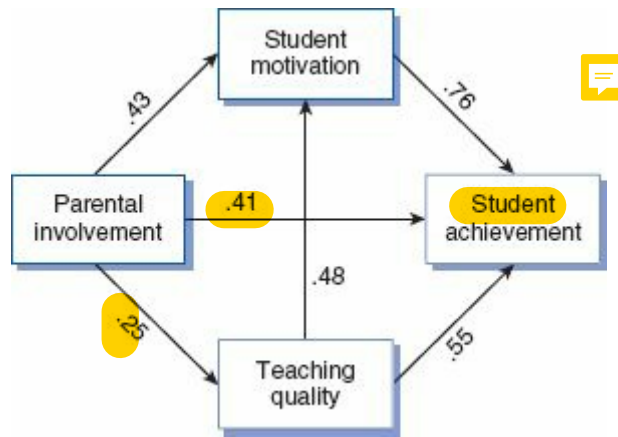 Student
motivation
.43
.76
Parental
involvement
.41
Student
achievement
.48
.25
.55
Teaching
quality